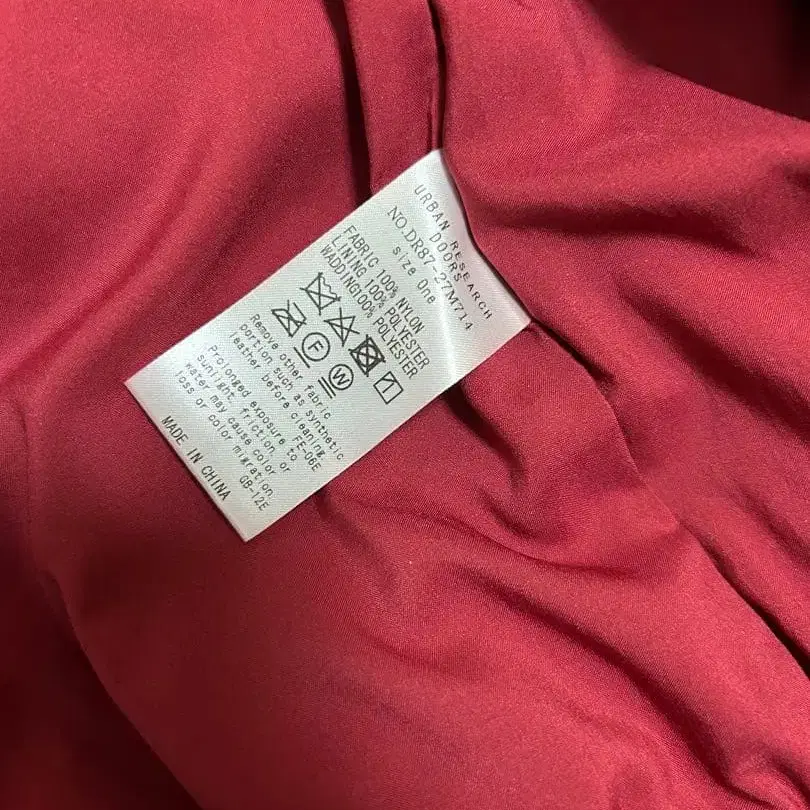 URBAN RESEARCH
DOORS
NO.DR87-27M714
size One
FABRIC 100% NYLON
LINING 100% POLYESTER
WADDING100% POLYESTER
F W
Remove other fabric
portion such as synthetic
leather before cleaning.
FE-06E
Prolonged exposure to
sunlight, friction, or
water may cause color
loss or color migration.
QB-12E
MADE IN CHINA